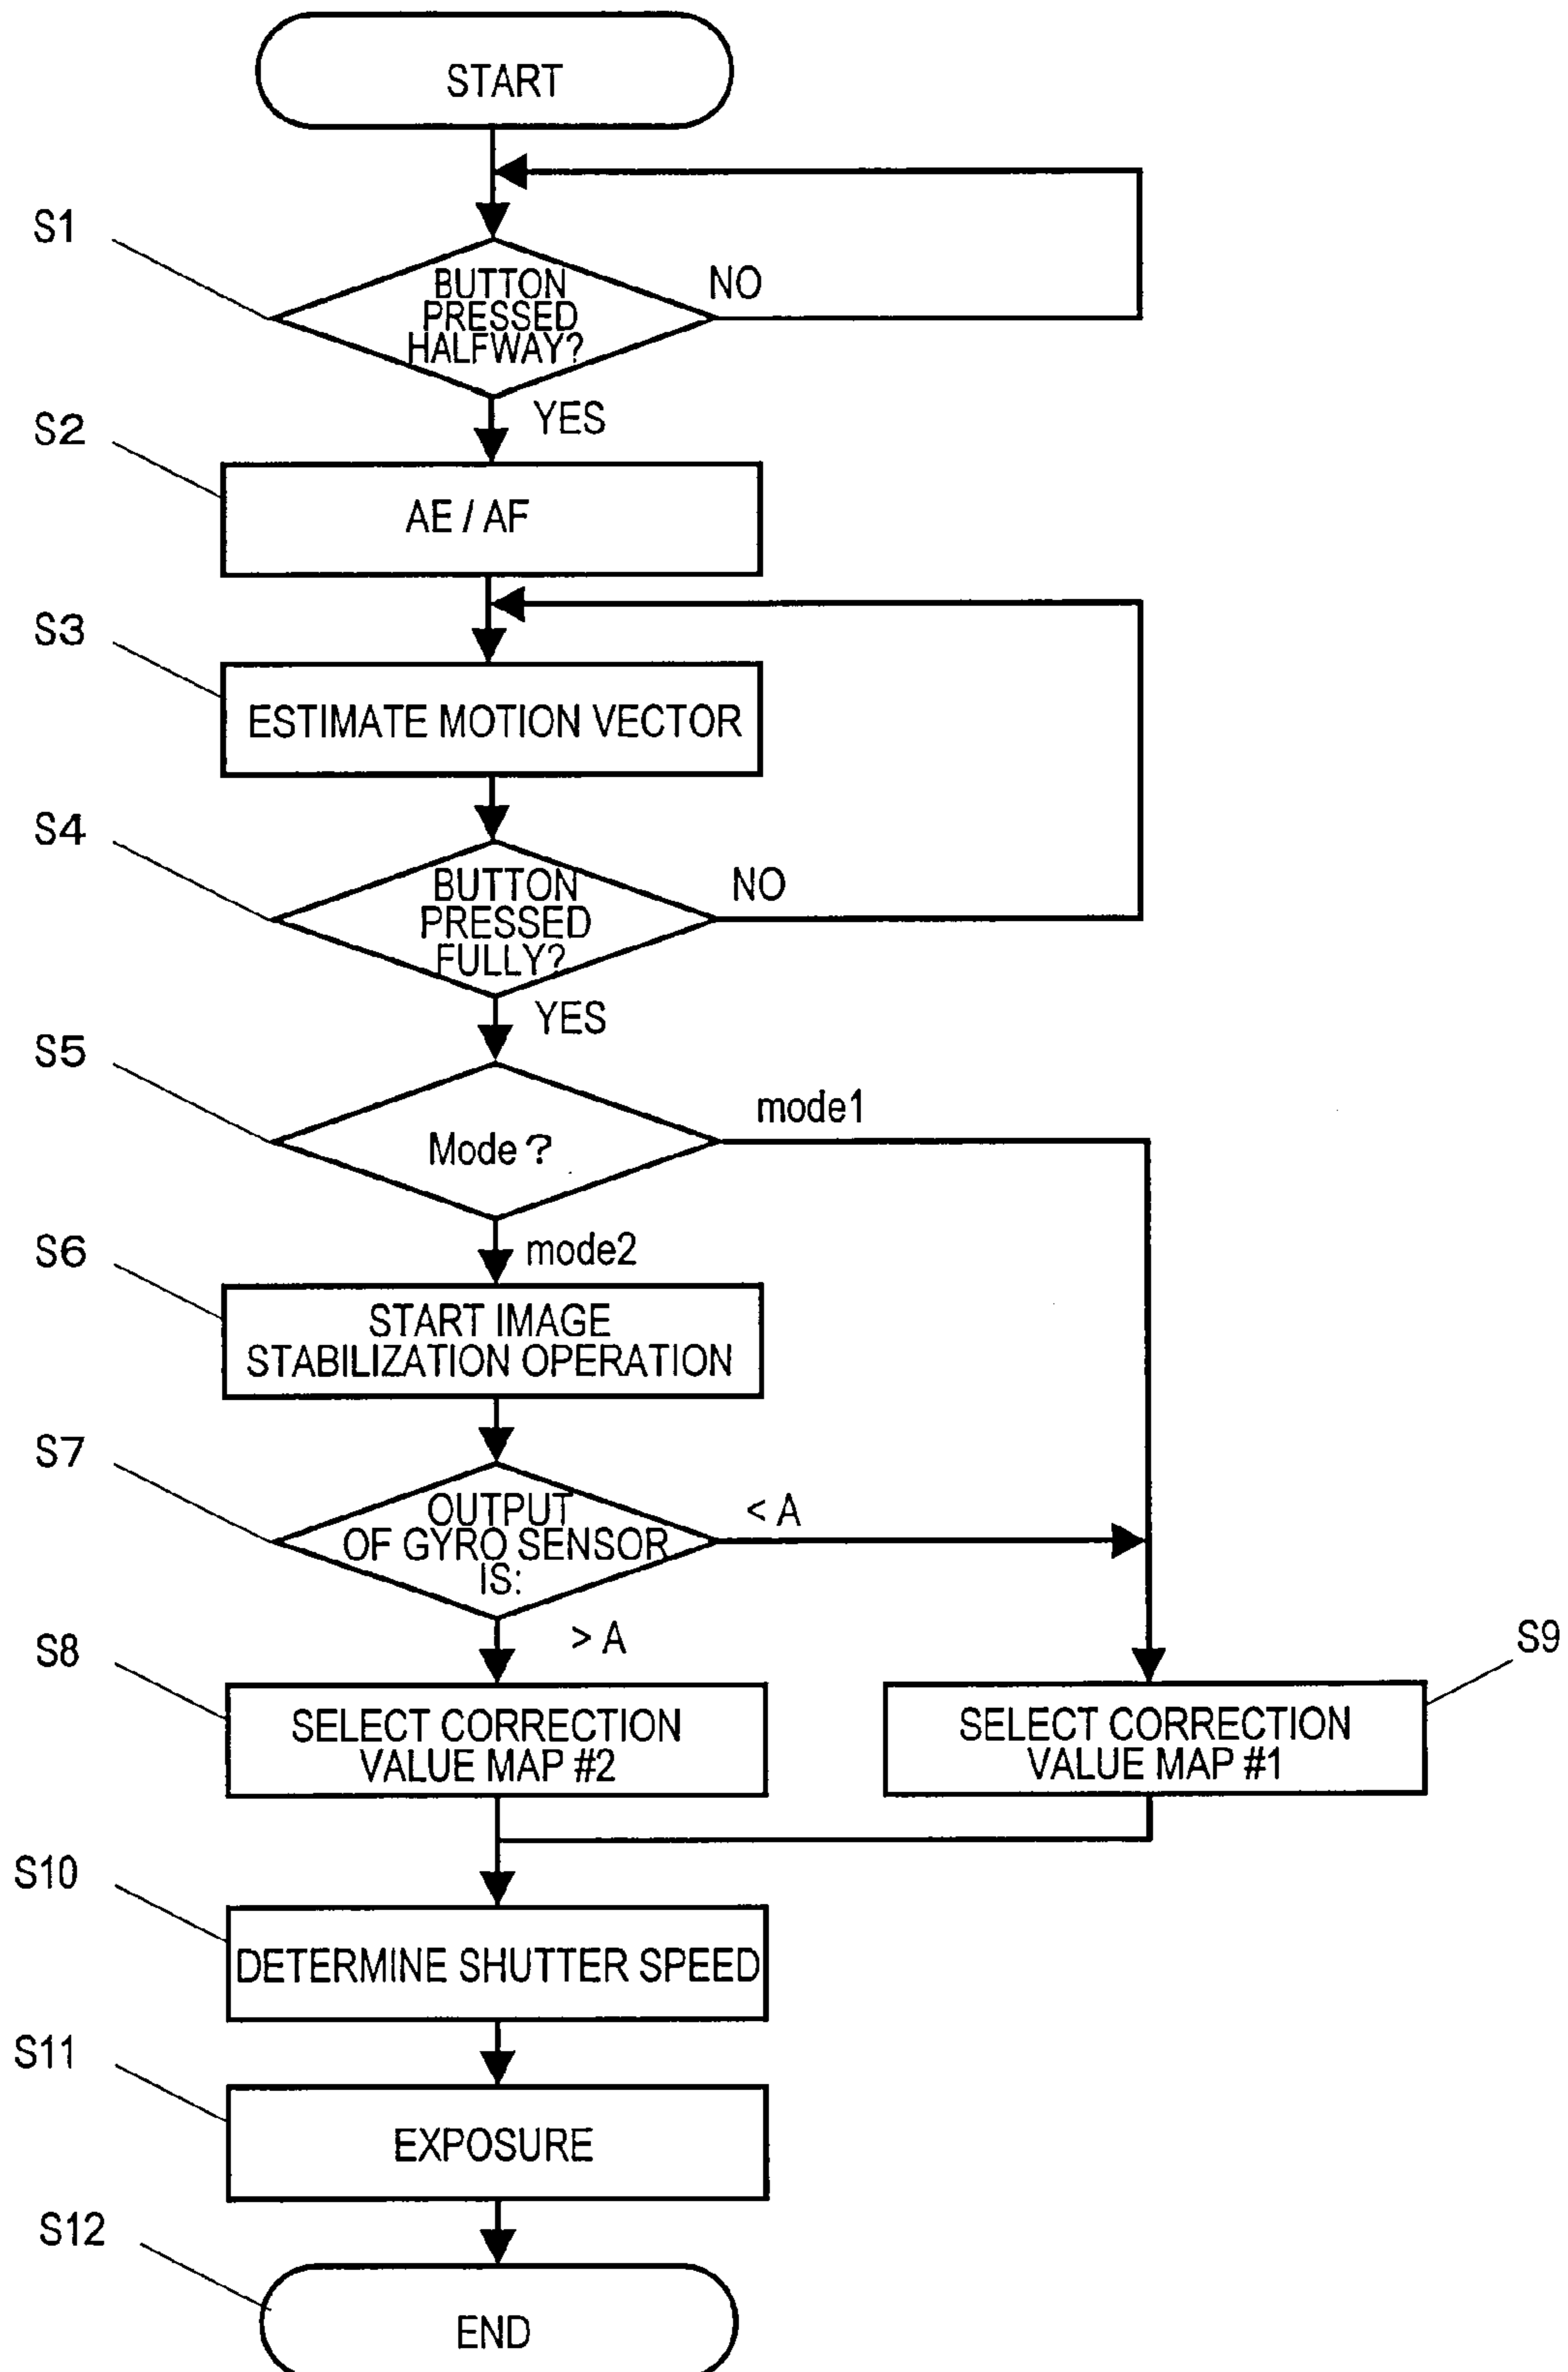 START
S1
BUTTON
PRESSED
HALFWAY?
NO
YES
S2
AE / AF
S3
ESTIMATE MOTION VECTOR
S4
BUTTON
PRESSED
FULLY?
NO
YES
S5
Mode ?
mode1
mode2
S6
START IMAGE
STABILIZATION OPERATION
S7
OUTPUT
OF GYRO SENSOR
IS:
< A
> A
S8
SELECT CORRECTION
VALUE MAP #2
S9
SELECT CORRECTION
VALUE MAP #1
S10
DETERMINE SHUTTER SPEED
S11
EXPOSURE
S12
END